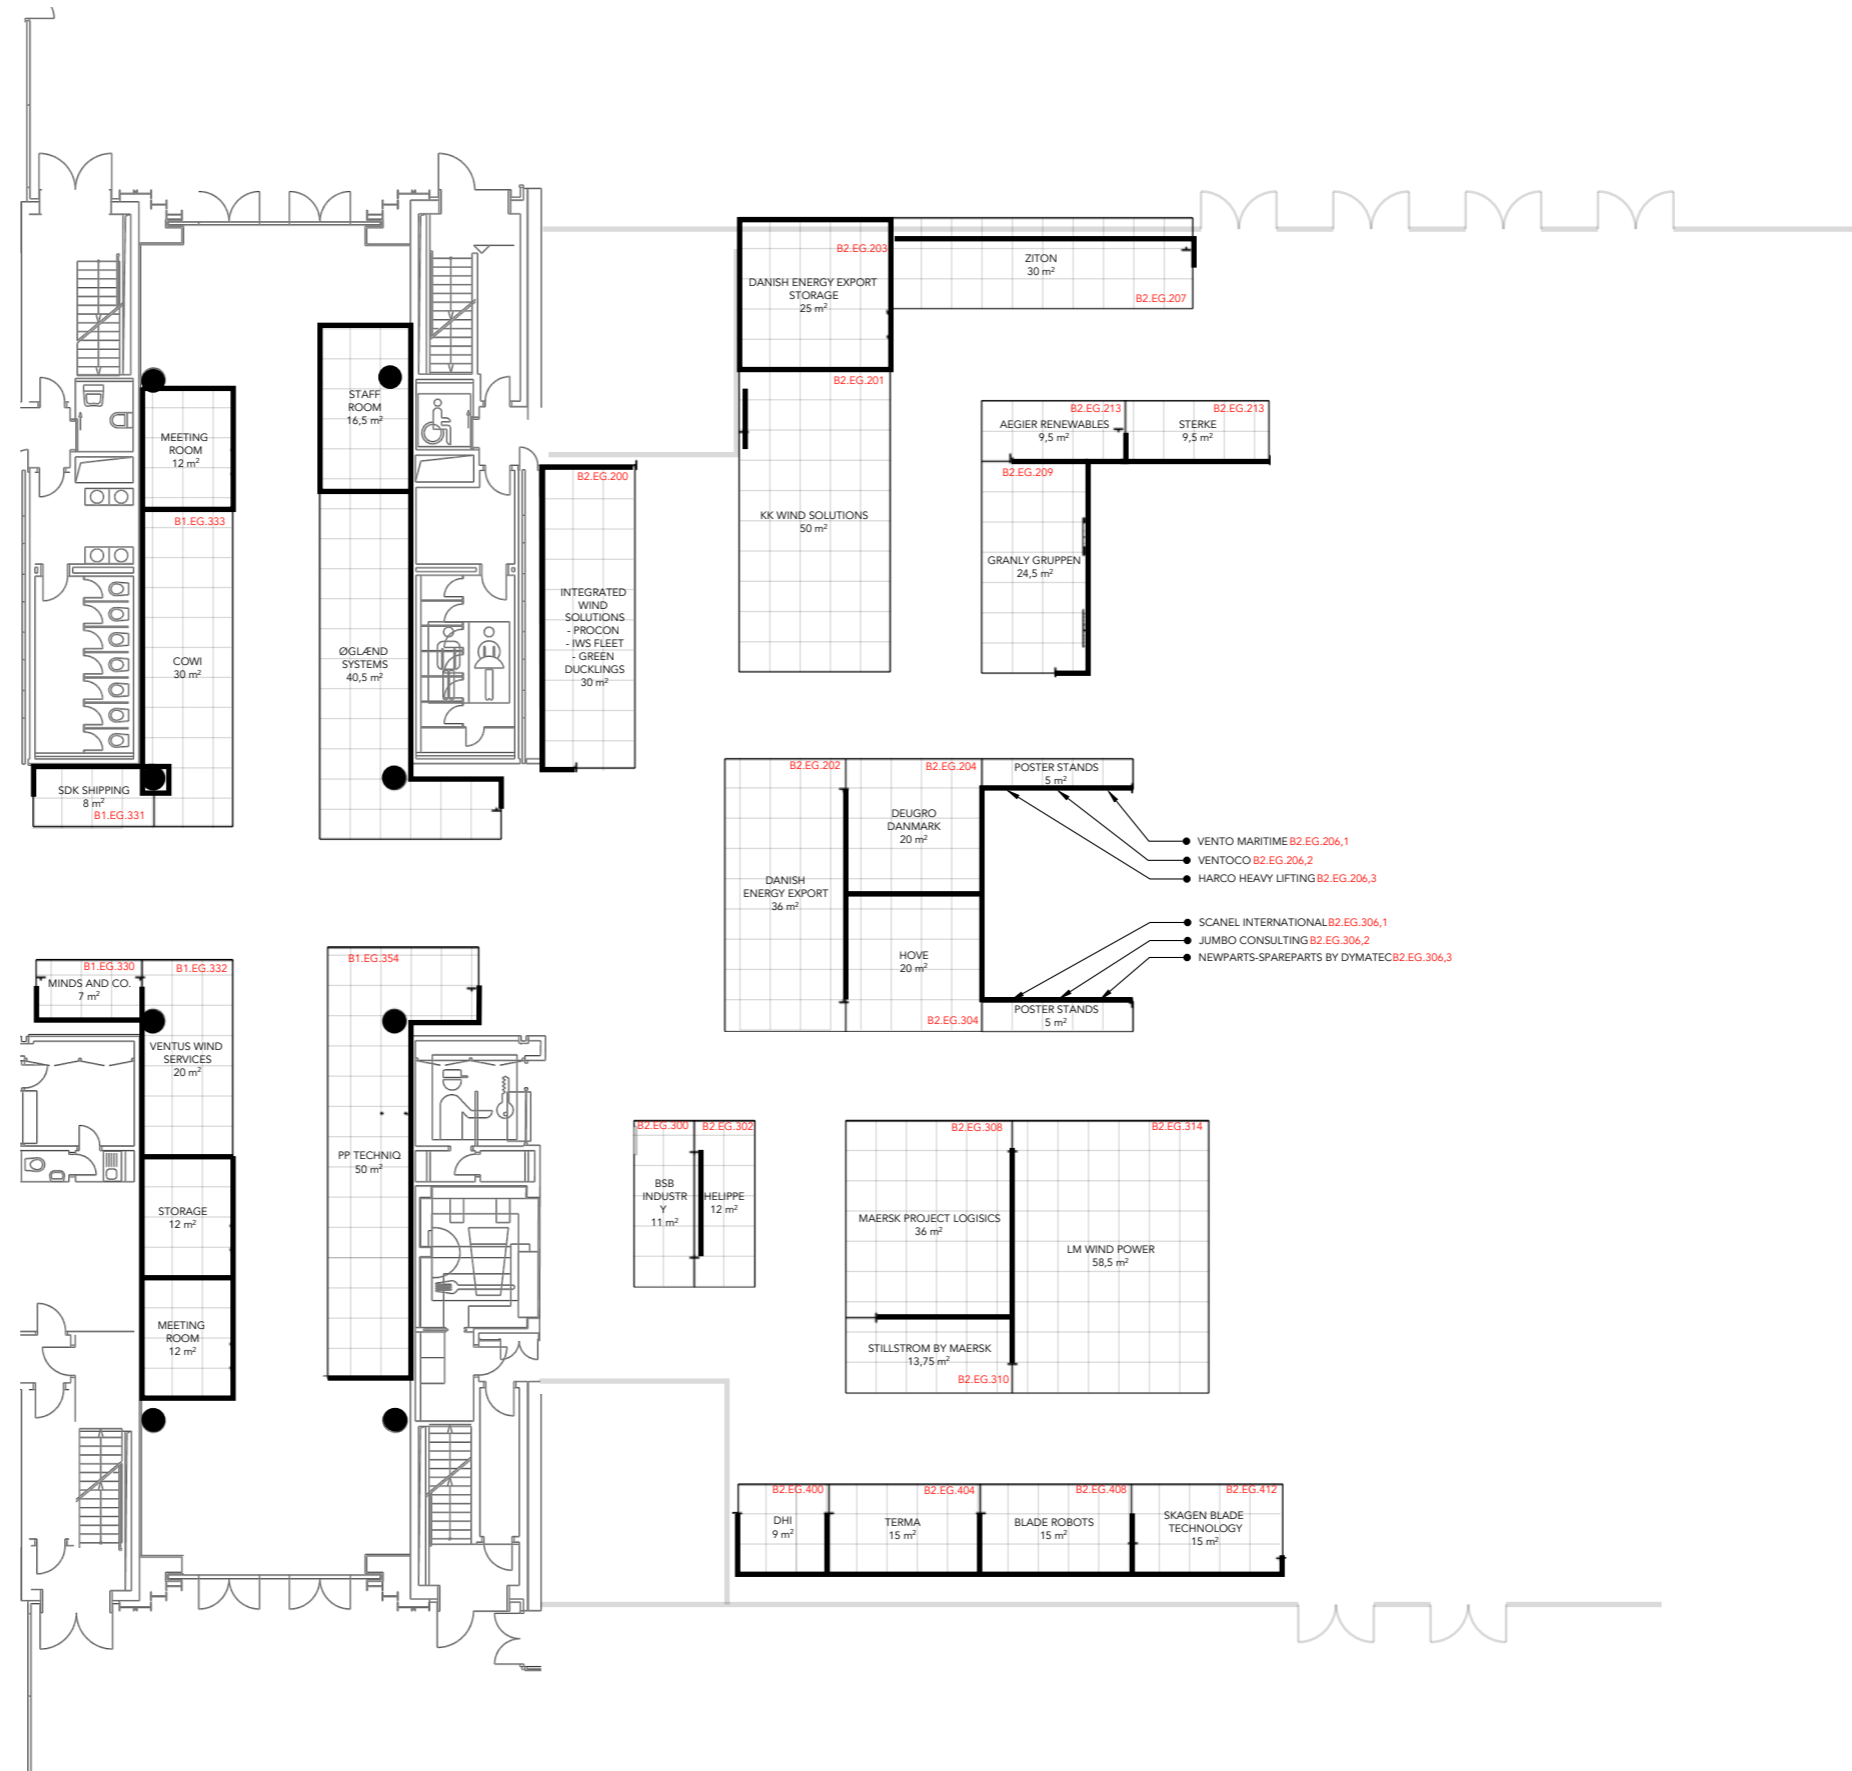 B2.EG.203
DANISH ENERGY EXPORT
STORAGE
25 m²
ZITON
30 m²
B2.EG.207
STAFF
ROOM
16,5 m²
MEETING
ROOM
12 m²
B1.EG.333
COWI
30 m²
SDK SHIPPING
8 m²
B1.EG.331
ØGLÆND
SYSTEMS
40,5 m²
B2.EG.200
INTEGRATED
WIND
SOLUTIONS
- PROCON
- IWS FLEET
- GREEN
DUCKLINGS
30 m²
B2.EG.201
KK WIND SOLUTIONS
50 m²
B2.EG.213
AEGIER RENEWABLES
9,5 m²
B2.EG.213
STERKE
9,5 m²
B2.EG.209
GRANLY GRUPPEN
24,5 m²
B2.EG.202
DANISH
ENERGY EXPORT
36 m²
B2.EG.204
DEUGRO
DANMARK
20 m²
HOVE
20 m²
B2.EG.304
POSTER STANDS
5 m²
VENTO MARITIME B2.EG.206,1
VENTOCO B2.EG.206,2
HARCO HEAVY LIFTING B2.EG.206,3
SCANEL INTERNATIONAL B2.EG.306,1
JUMBO CONSULTING B2.EG.306,2
NEWPARTS-SPAREPARTS BY DYMATEC B2.EG.306,3
POSTER STANDS
5 m²
B1.EG.330
MINDS AND CO.
7 m²
B1.EG.332
VENTUS WIND
SERVICES
20 m²
STORAGE
12 m²
MEETING
ROOM
12 m²
B1.EG.354
PP TECHNIQ
50 m²
B2.EG.300
BSB
INDUSTR
Y
11 m²
B2.EG.302
HELIPPE
12 m²
B2.EG.308
MAERSK PROJECT LOGISICS
36 m²
B2.EG.314
LM WIND POWER
58,5 m²
STILLSTROM BY MAERSK
13,75 m²
B2.EG.310
B2.EG.400
DHI
9 m²
B2.EG.404
TERMA
15 m²
B2.EG.408
BLADE ROBOTS
15 m²
B2.EG.412
SKAGEN BLADE
TECHNOLOGY
15 m²